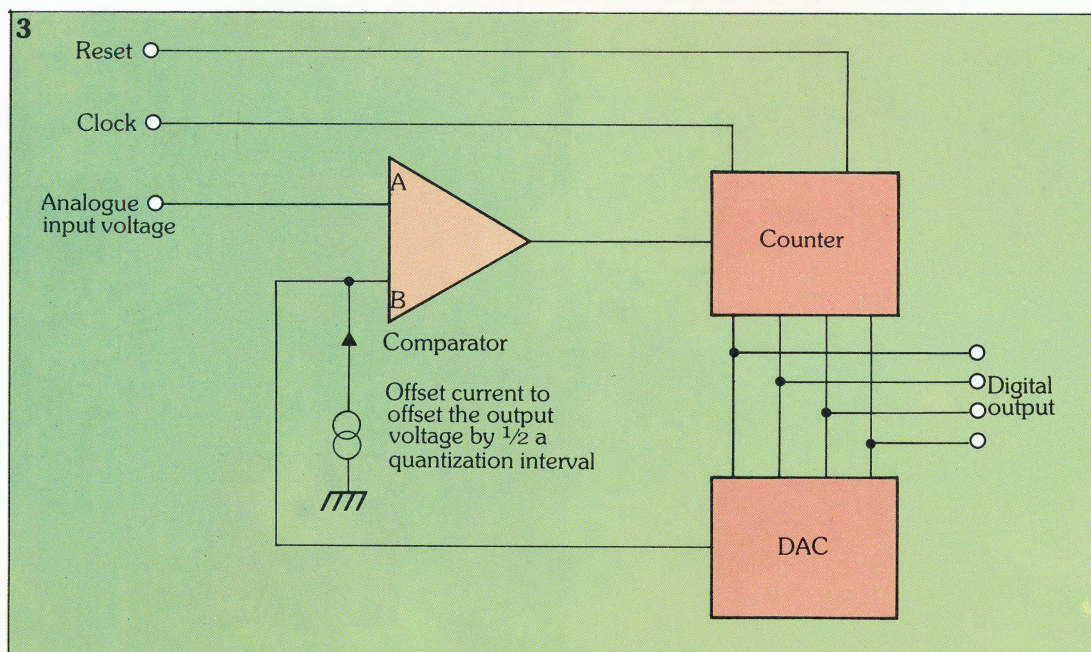 3
Reset
Clock
Analogue
input voltage
A
B
Comparator
Offset current to
offset the output
voltage by 1/2 a
quantization interval
Counter
Digital
output
DAC